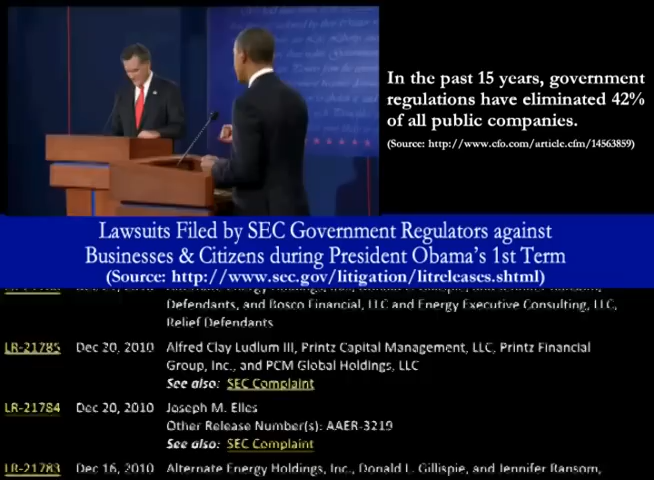 In the past 15 years, government
regulations have eliminated 42%
of all public companies.
(Source: http://www.cfo.com/article.cfm/14563859)
Lawsuits Filed by SEC Government Regulators against
Businesses & Citizens during President Obama's 1st Term
(Source: http://www.sec.gov/litigation/litreleases.shtml)
Defendants, and Bosco Financial, LLC and Energy Executive Consulting, LLC,
Relief Defendants
LR-21785 Dec 20, 2010 Alfred Clay Ludlum III, Printz Capital Management, LLC, Printz Financial
Group, Inc., and PCM Global Holdings, LLC
See also: SEC Complaint
LR-21784 Dec 20, 2010 Joseph M. Elles
Other Release Number(s): AAER-3219
See also: SEC Complaint
LR-21783 Dec 16, 2010 Alternate Energy Holdings, Inc., Donald L. Gillispie, and Jennifer Ransom,